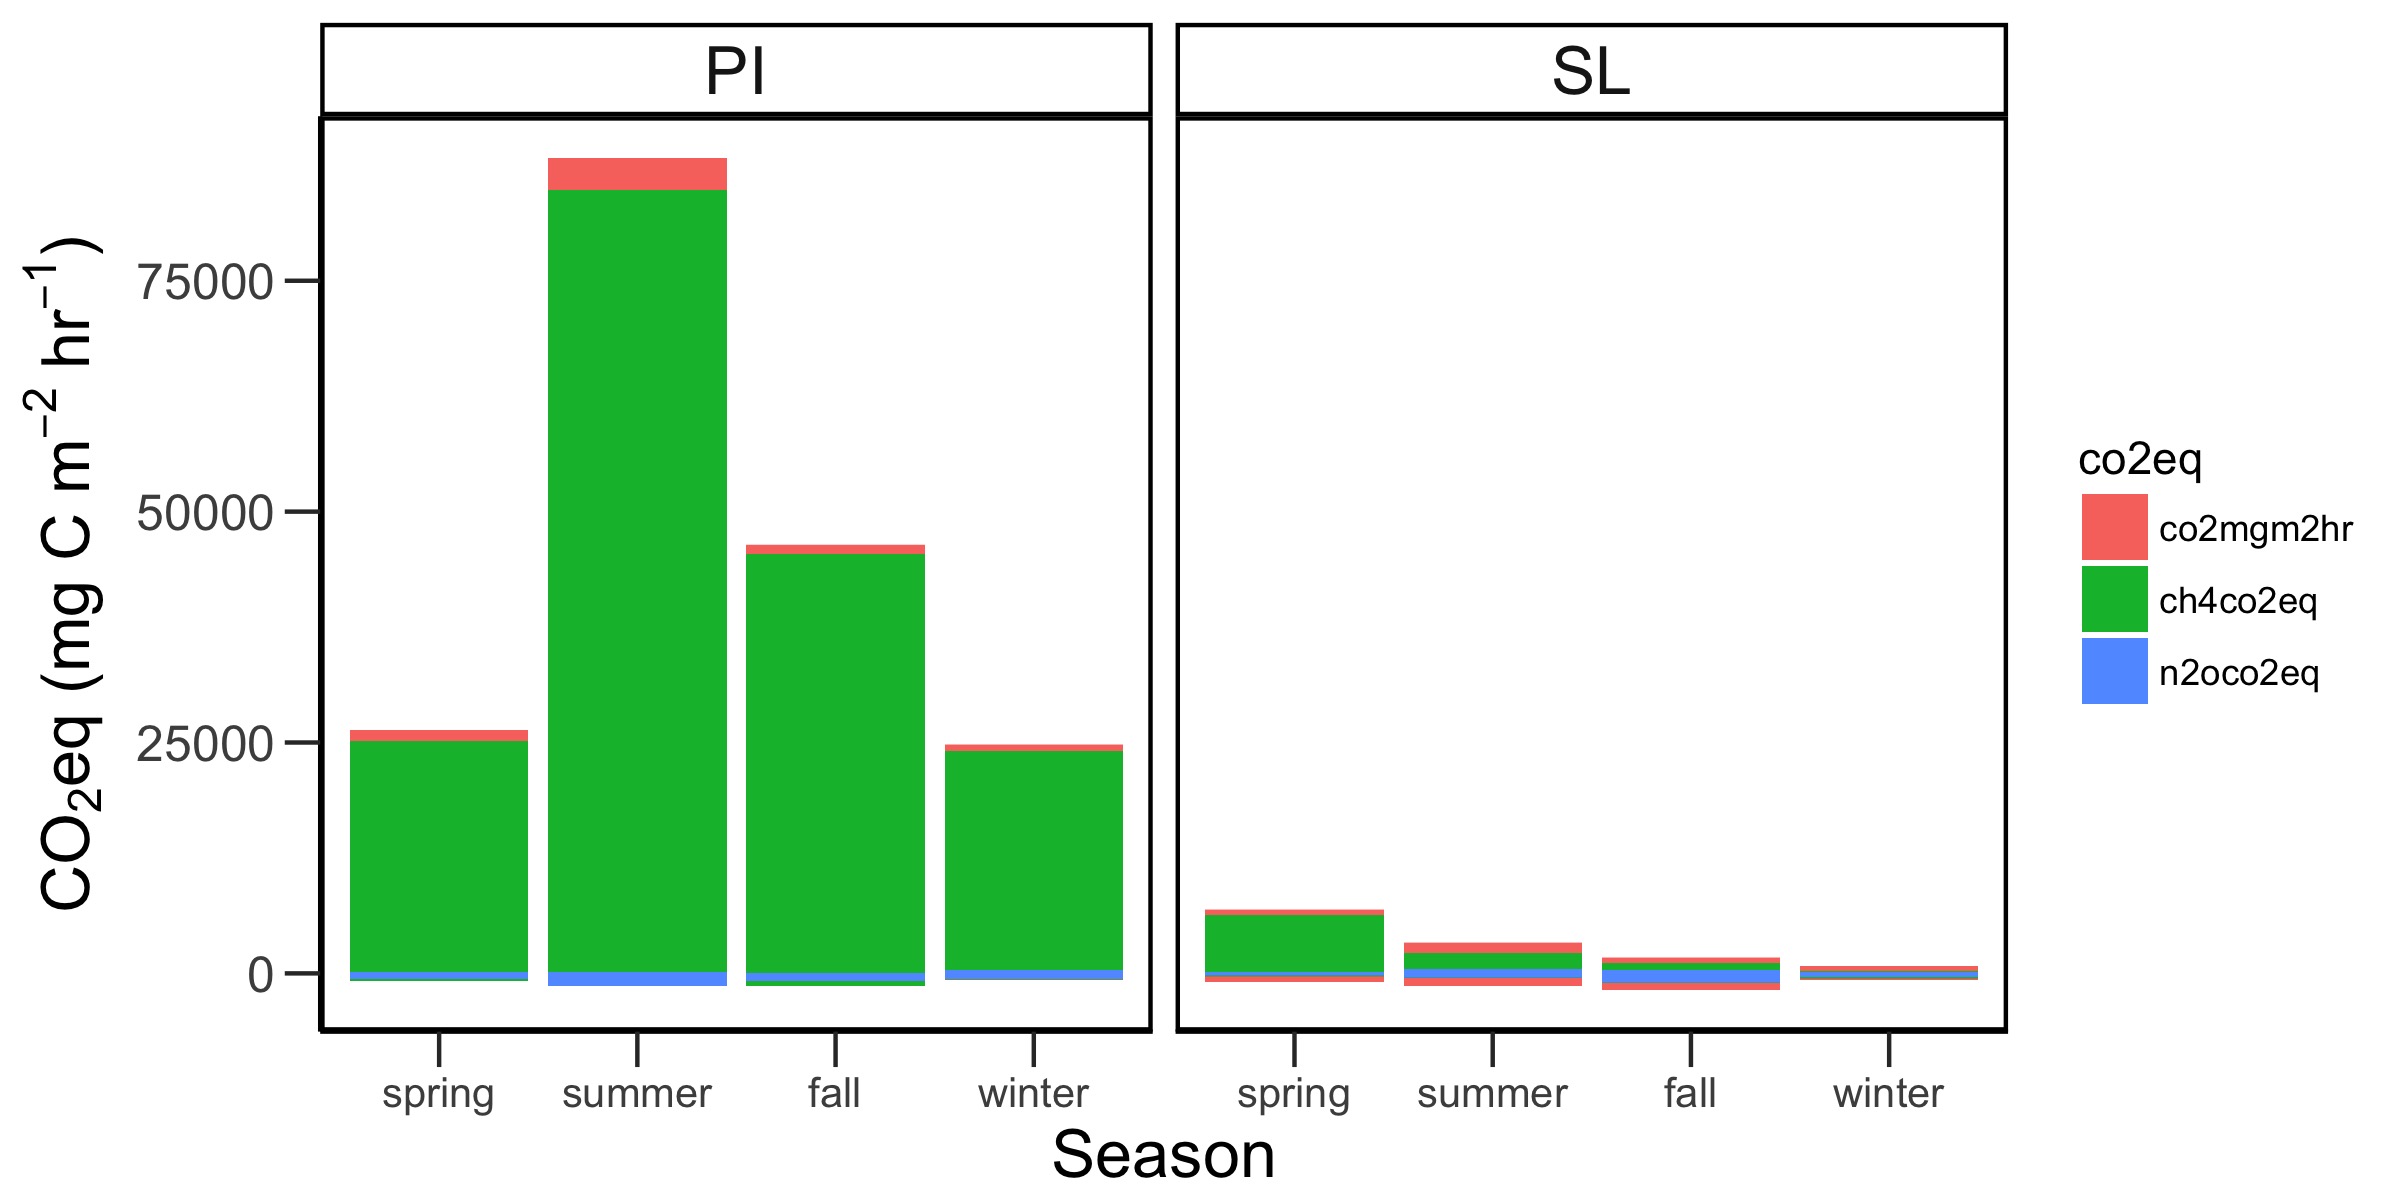 PI
SL
CO₂eq (mg C m⁻² hr⁻¹)
75000
50000
25000
0
spring summer fall winter
spring summer fall winter
Season
co2eq
co2mgm2hr
ch4co2eq
n2oco2eq